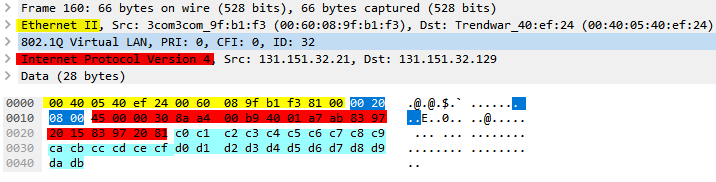 Frame 160: 66 bytes on wire (528 bits), 66 bytes captured (528 bits)
Ethernet II, Src: 3com3com_9f:b1:f3 (00:60:08:9f:b1:f3), Dst: Trendwar_40:ef:24 (00:40:05:40:ef:24)
802.1Q Virtual LAN, PRI: 0, CFI: 0, ID: 32
Internet Protocol Version 4, Src: 131.151.32.21, Dst: 131.151.32.129
Data (28 bytes)
0000 00 40 05 40 ef 24 00 60 08 9f b1 f3 81 00 00 20 .@.@.$.` .......
0010 08 00 45 00 00 30 8a a4 00 b9 40 01 a7 ab 83 97 ..E..0.. ..@.....
0020 20 15 83 97 20 81 c0 c1 c2 c3 c4 c5 c6 c7 c8 c9 ... ... ........
0030 ca cb cc cd ce cf d0 d1 d2 d3 d4 d5 d6 d7 d8 d9 ........ ........
0040 da db ..